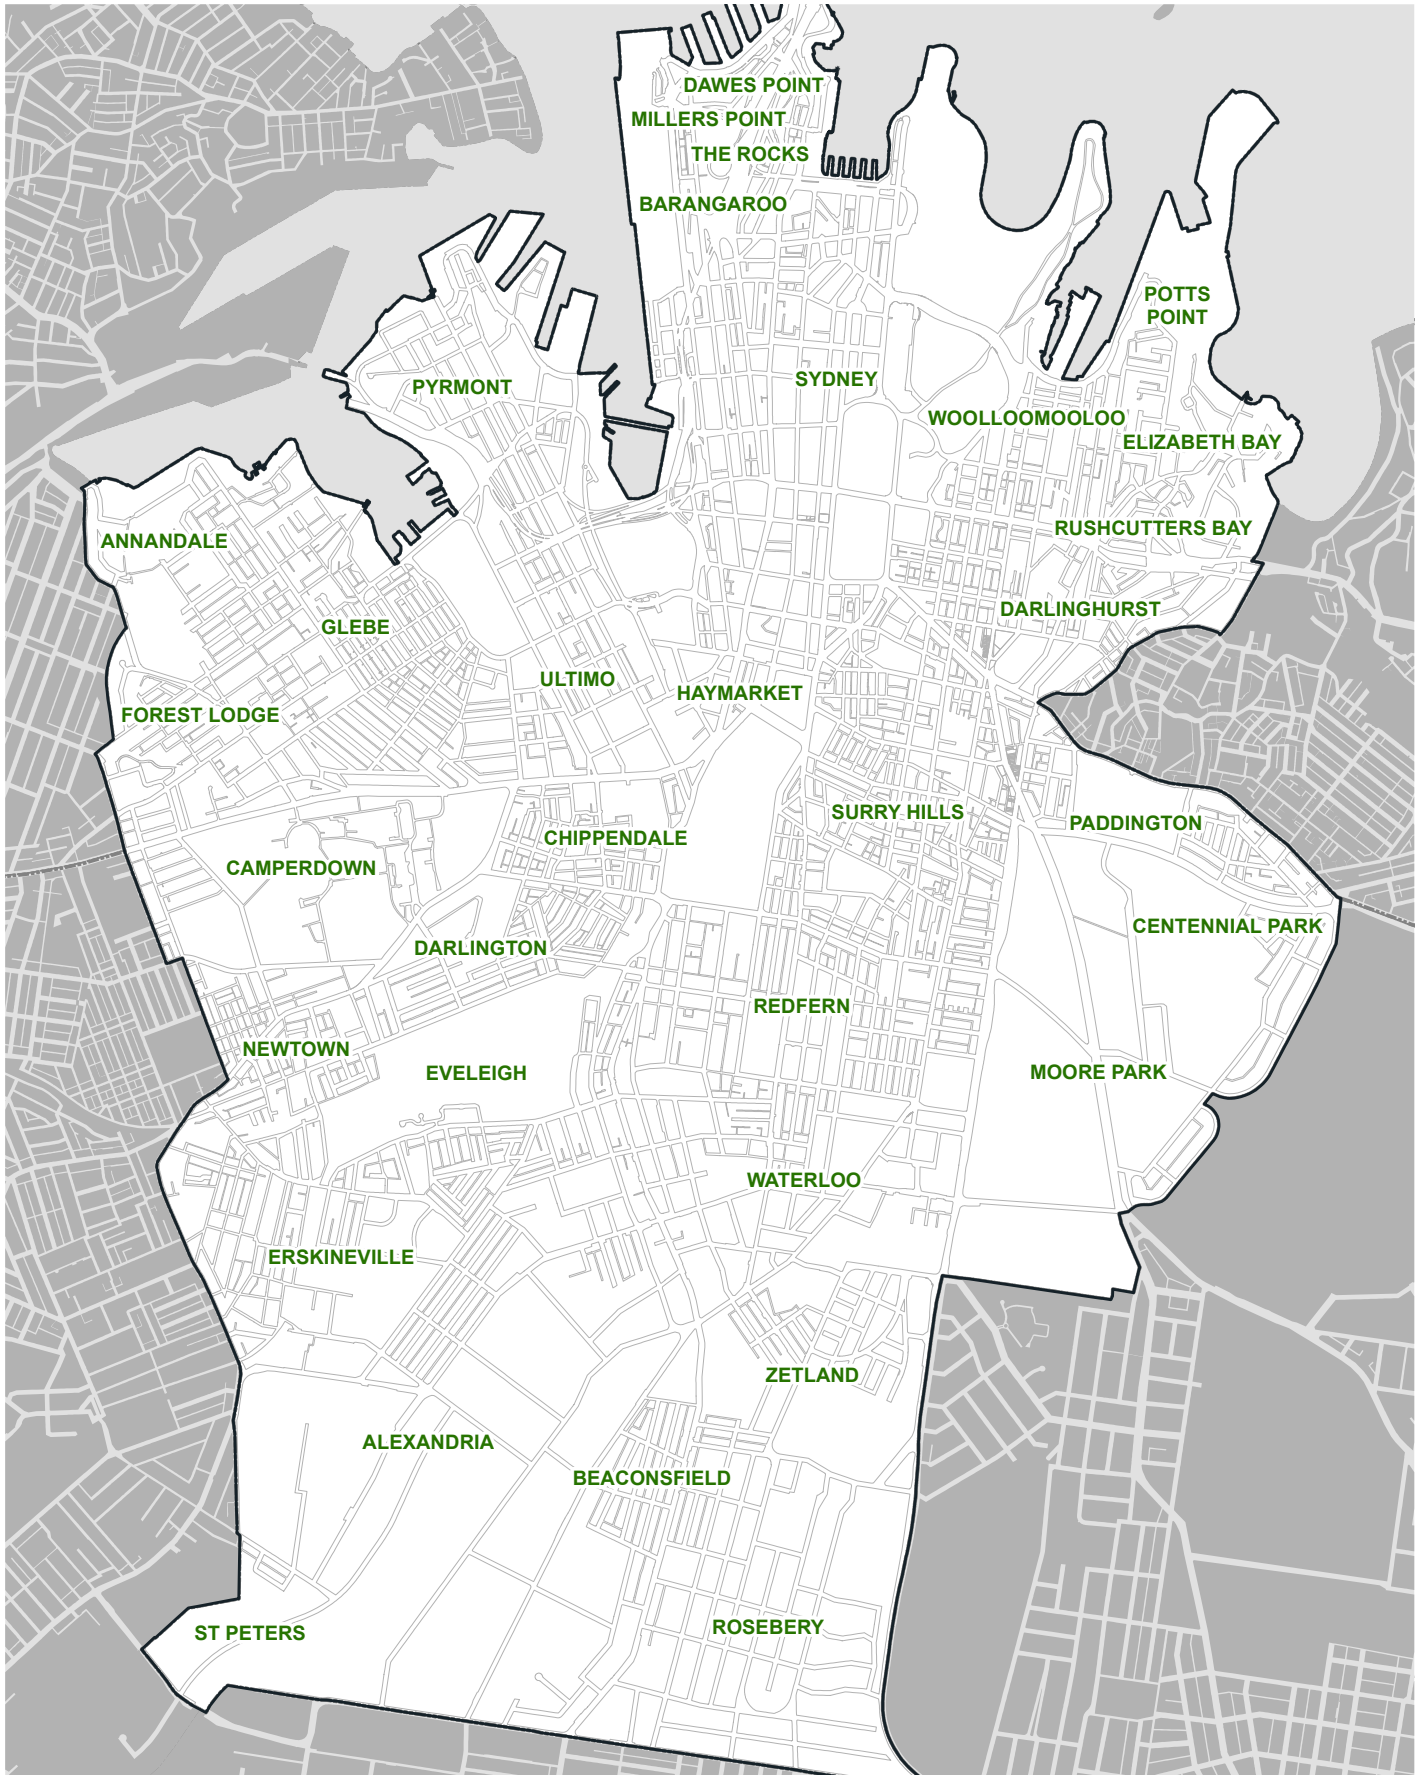 DAWES POINT
MILLERS POINT
THE ROCKS
BARANGAROO
POTTS
POINT
SYDNEY
PYRMONT
WOOLLOOMOOLOO
ELIZABETH BAY
RUSHCUTTERS BAY
ANNANDALE
DARLINGHURST
GLEBE
ULTIMO
HAYMARKET
FOREST LODGE
SURRY HILLS
PADDINGTON
CHIPPENDALE
CAMPERDOWN
CENTENNIAL PARK
DARLINGTON
REDFERN
NEWTOWN
EVELEIGH
MOORE PARK
WATERLOO
ERSKINEVILLE
ZETLAND
ALEXANDRIA
BEACONSFIELD
ROSEBERY
ST PETERS